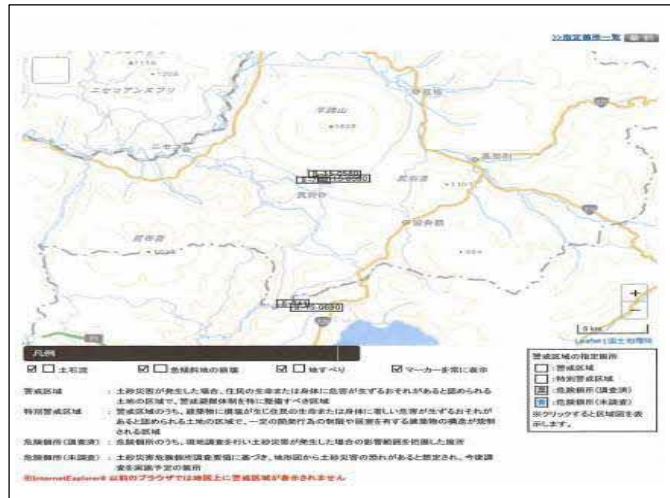 >>指定箇所一覧
ニセコアンヌプリ
羊蹄山
ニセコ
喜茂別
留寿都
凡例
土石流
急傾斜地の崩壊
地すべり
マーカーを常に表示
警戒区域 : 土砂災害が発生した場合、住民の生命または身体に危害が生ずるおそれがあると認められる
土地の区域で、警戒避難体制を特に整備すべき区域
特別警戒区域 : 警戒区域のうち、建築物に損壊が生じ住民の生命または身体に著しい危害が生ずるおそれが
あると認められる土地の区域で、一定の開発行為の制限や居室を有する建築物の構造が規制
される区域
危険箇所(調査済) : 危険箇所のうち、現地調査を行い土砂災害が発生した場合の影響範囲を把握した箇所
危険箇所(未調査) : 土砂災害危険箇所調査要領に基づき、地形図から土砂災害の恐れがあると想定され、今後調
査を実施予定の箇所
※InternetExplorer8 以前のブラウザでは地図上に警戒区域が表示されません
+
−
5 km
Leaflet | 国土地理院
警戒区域の指定箇所
: 警戒区域
: 特別警戒区域
: 危険箇所(調査済)
: 危険箇所(未調査)
※クリックすると区域図を表
示します。